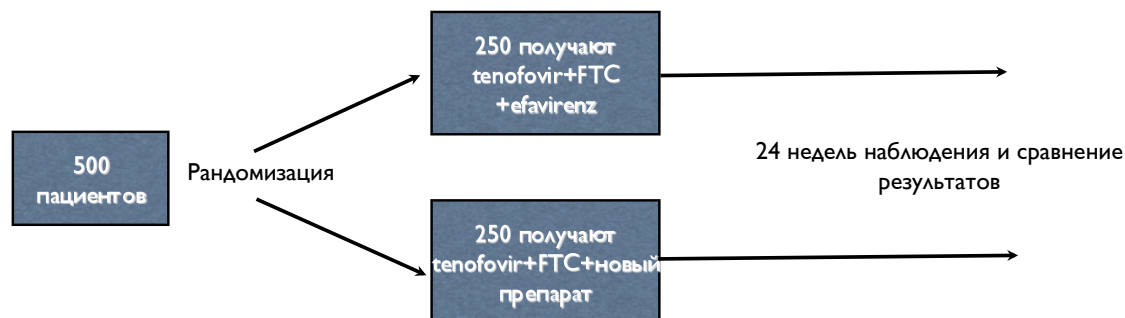 500
пациентов
Рандомизация
250 получают
tenofovir+FTC
+efavirenz
250 получают
tenofovir+FTC+новый
препарат
24 недель наблюдения и сравнение
результатов